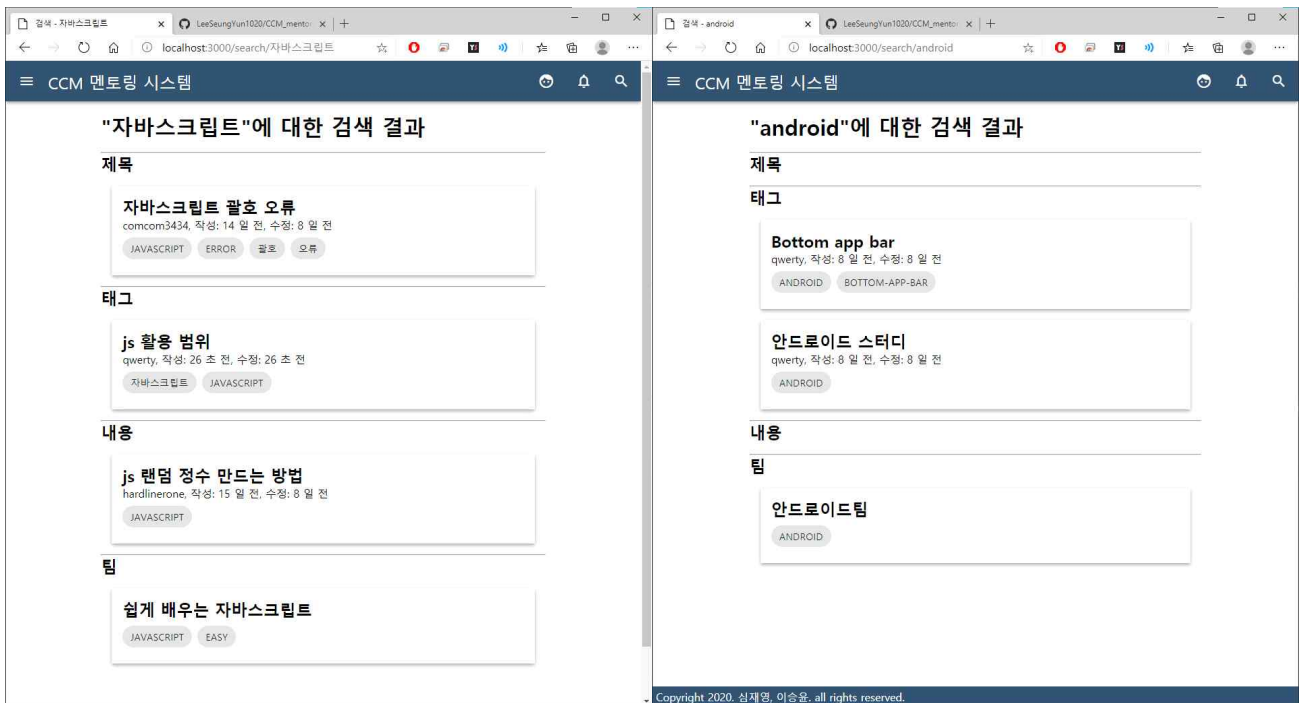 검색 - 자바스크립트
LeeSeungYun1020/CCM_mento
localhost:3000/search/자바스크립트
CCM 멘토링 시스템
"자바스크립트"에 대한 검색 결과
제목
자바스크립트 괄호 오류
comcom3434, 작성: 14 일 전, 수정: 8 일 전
JAVASCRIPT ERROR 괄호 오류
태그
js 활용 범위
qwerty, 작성: 26 초 전, 수정: 26 초 전
자바스크립트 JAVASCRIPT
내용
js 랜덤 정수 만드는 방법
hardlinerone, 작성: 15 일 전, 수정: 8 일 전
JAVASCRIPT
팀
쉽게 배우는 자바스크립트
JAVASCRIPT EASY
검색 - android
LeeSeungYun1020/CCM_mento
localhost:3000/search/android
CCM 멘토링 시스템
"android"에 대한 검색 결과
제목
태그
Bottom app bar
qwerty, 작성: 8 일 전, 수정: 8 일 전
ANDROID BOTTOM-APP-BAR
안드로이드 스터디
qwerty, 작성: 8 일 전, 수정: 8 일 전
ANDROID
내용
팀
안드로이드팀
ANDROID
Copyright 2020. 심재영, 이승윤. all rights reserved.